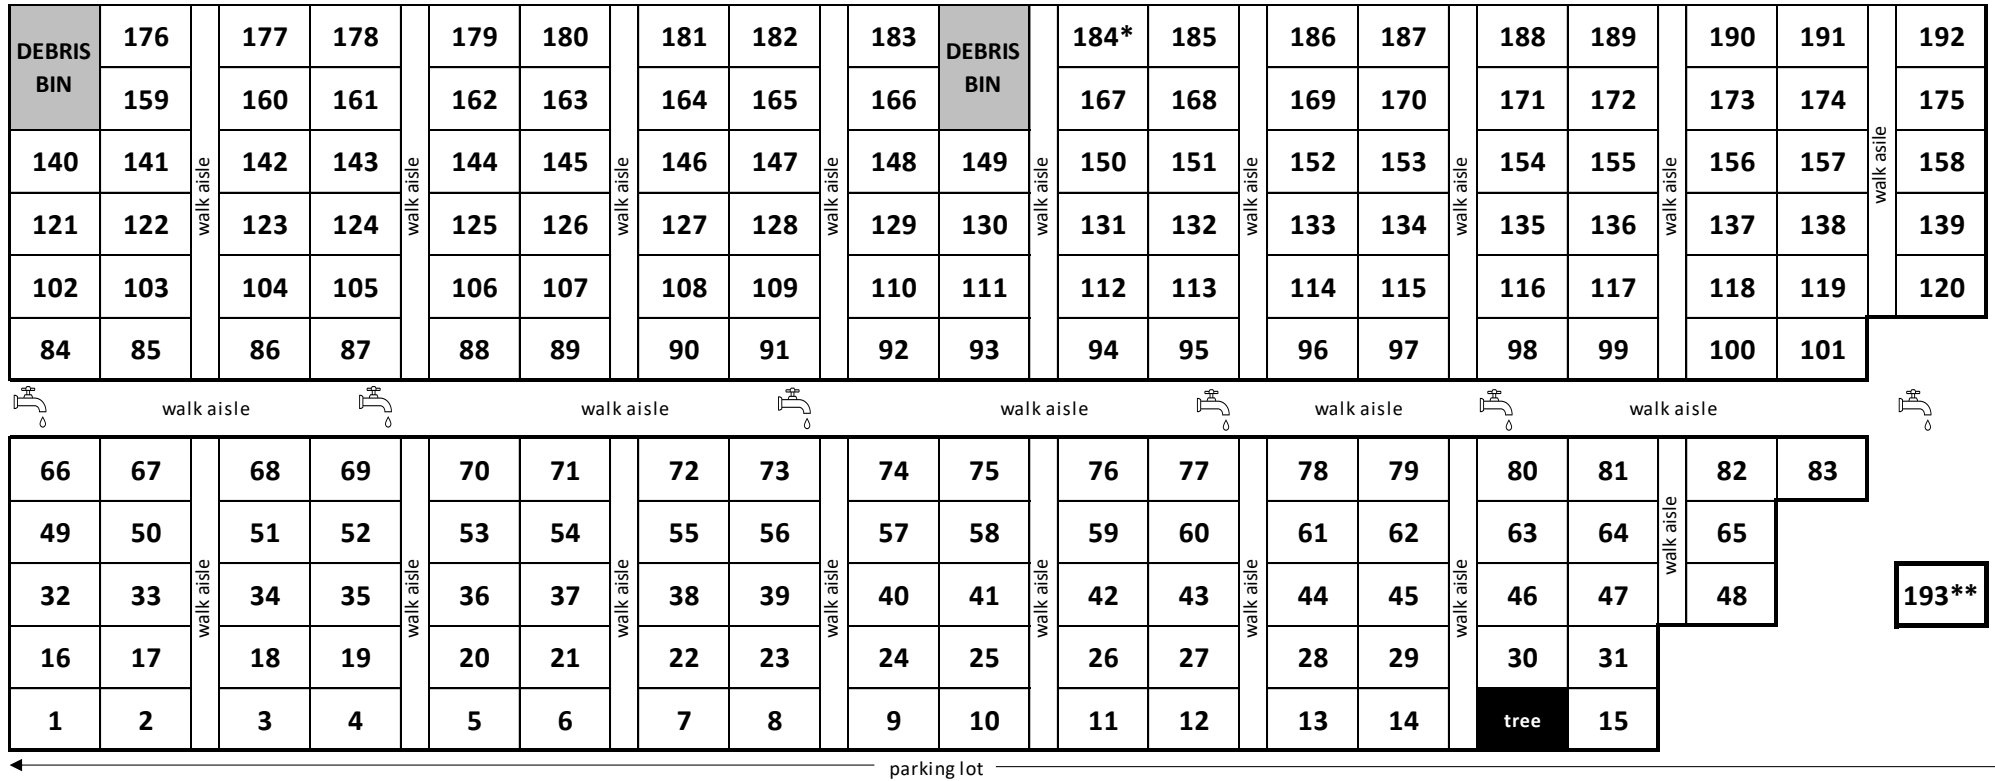 DEBRIS BIN 176 177 178 179 180 181 182 183 DEBRIS BIN 184* 185 186 187 188 189 190 191 192
159 160 161 162 163 164 165 166 167 168 169 170 171 172 173 174 175
140 141 142 143 144 145 146 147 148 149 150 151 152 153 154 155 156 157 158
walk aisle walk aisle walk aisle walk aisle walk aisle walk aisle walk aisle walk aisle walk asile
121 122 123 124 125 126 127 128 129 130 131 132 133 134 135 136 137 138 139
102 103 104 105 106 107 108 109 110 111 112 113 114 115 116 117 118 119 120
84 85 86 87 88 89 90 91 92 93 94 95 96 97 98 99 100 101
walk aisle walk aisle walk aisle walk aisle walk aisle
66 67 68 69 70 71 72 73 74 75 76 77 78 79 80 81 82 83
49 50 51 52 53 54 55 56 57 58 59 60 61 62 63 64 65
walk aisle walk aisle walk aisle walk aisle walk aisle walk aisle walk aisle walk aisle
32 33 34 35 36 37 38 39 40 41 42 43 44 45 46 47 48 193**
16 17 18 19 20 21 22 23 24 25 26 27 28 29 30 31
1 2 3 4 5 6 7 8 9 10 11 12 13 14 tree 15
parking lot